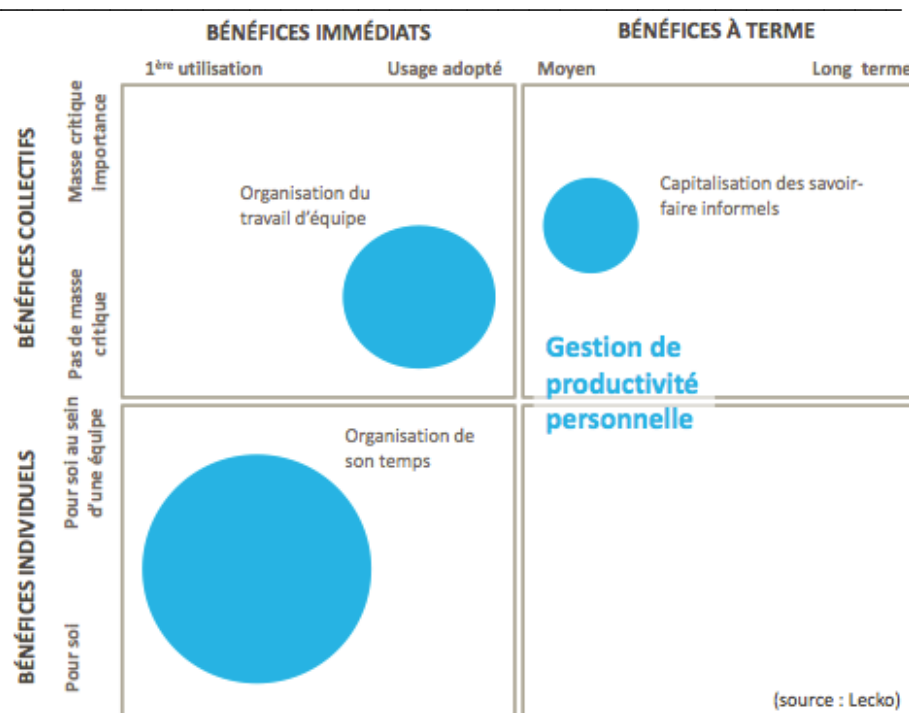 BÉNÉFICES IMMÉDIATS
BÉNÉFICES À TERME
1ère utilisation
Usage adopté
Moyen
Long terme
BÉNÉFICES COLLECTIFS
Masse critique
Importance
Pas de masse
critique
Organisation du
travail d'équipe
Capitalisation des savoir-
faire informels
Gestion de
productivité
personnelle
BÉNÉFICES INDIVIDUELS
Pour soi au sein
d'une équipe
Pour soi
Organisation de
son temps
(source : Lecko)